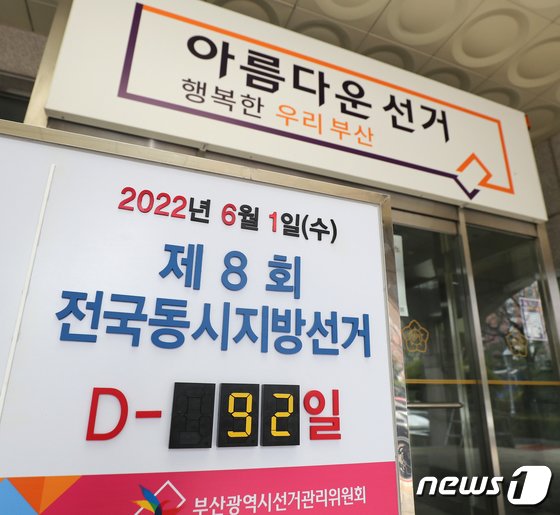 아름다운 선거
행복한 우리 부산
2022년 6월 1일(수)
제 8 회
전국동시지방선거
D-92일
부산광역시선거관리위원회
news1